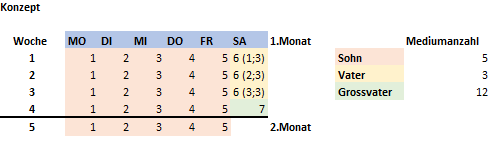 Konzept
Woche MO DI MI DO FR SA 1.Monat Mediumanzahl
1 1 2 3 4 5 6 (1;3) Sohn 5
2 1 2 3 4 5 6 (2;3) Vater 3
3 1 2 3 4 5 6 (3;3) Grossvater 12
4 1 2 3 4 5 7
5 1 2 3 4 5 2.Monat